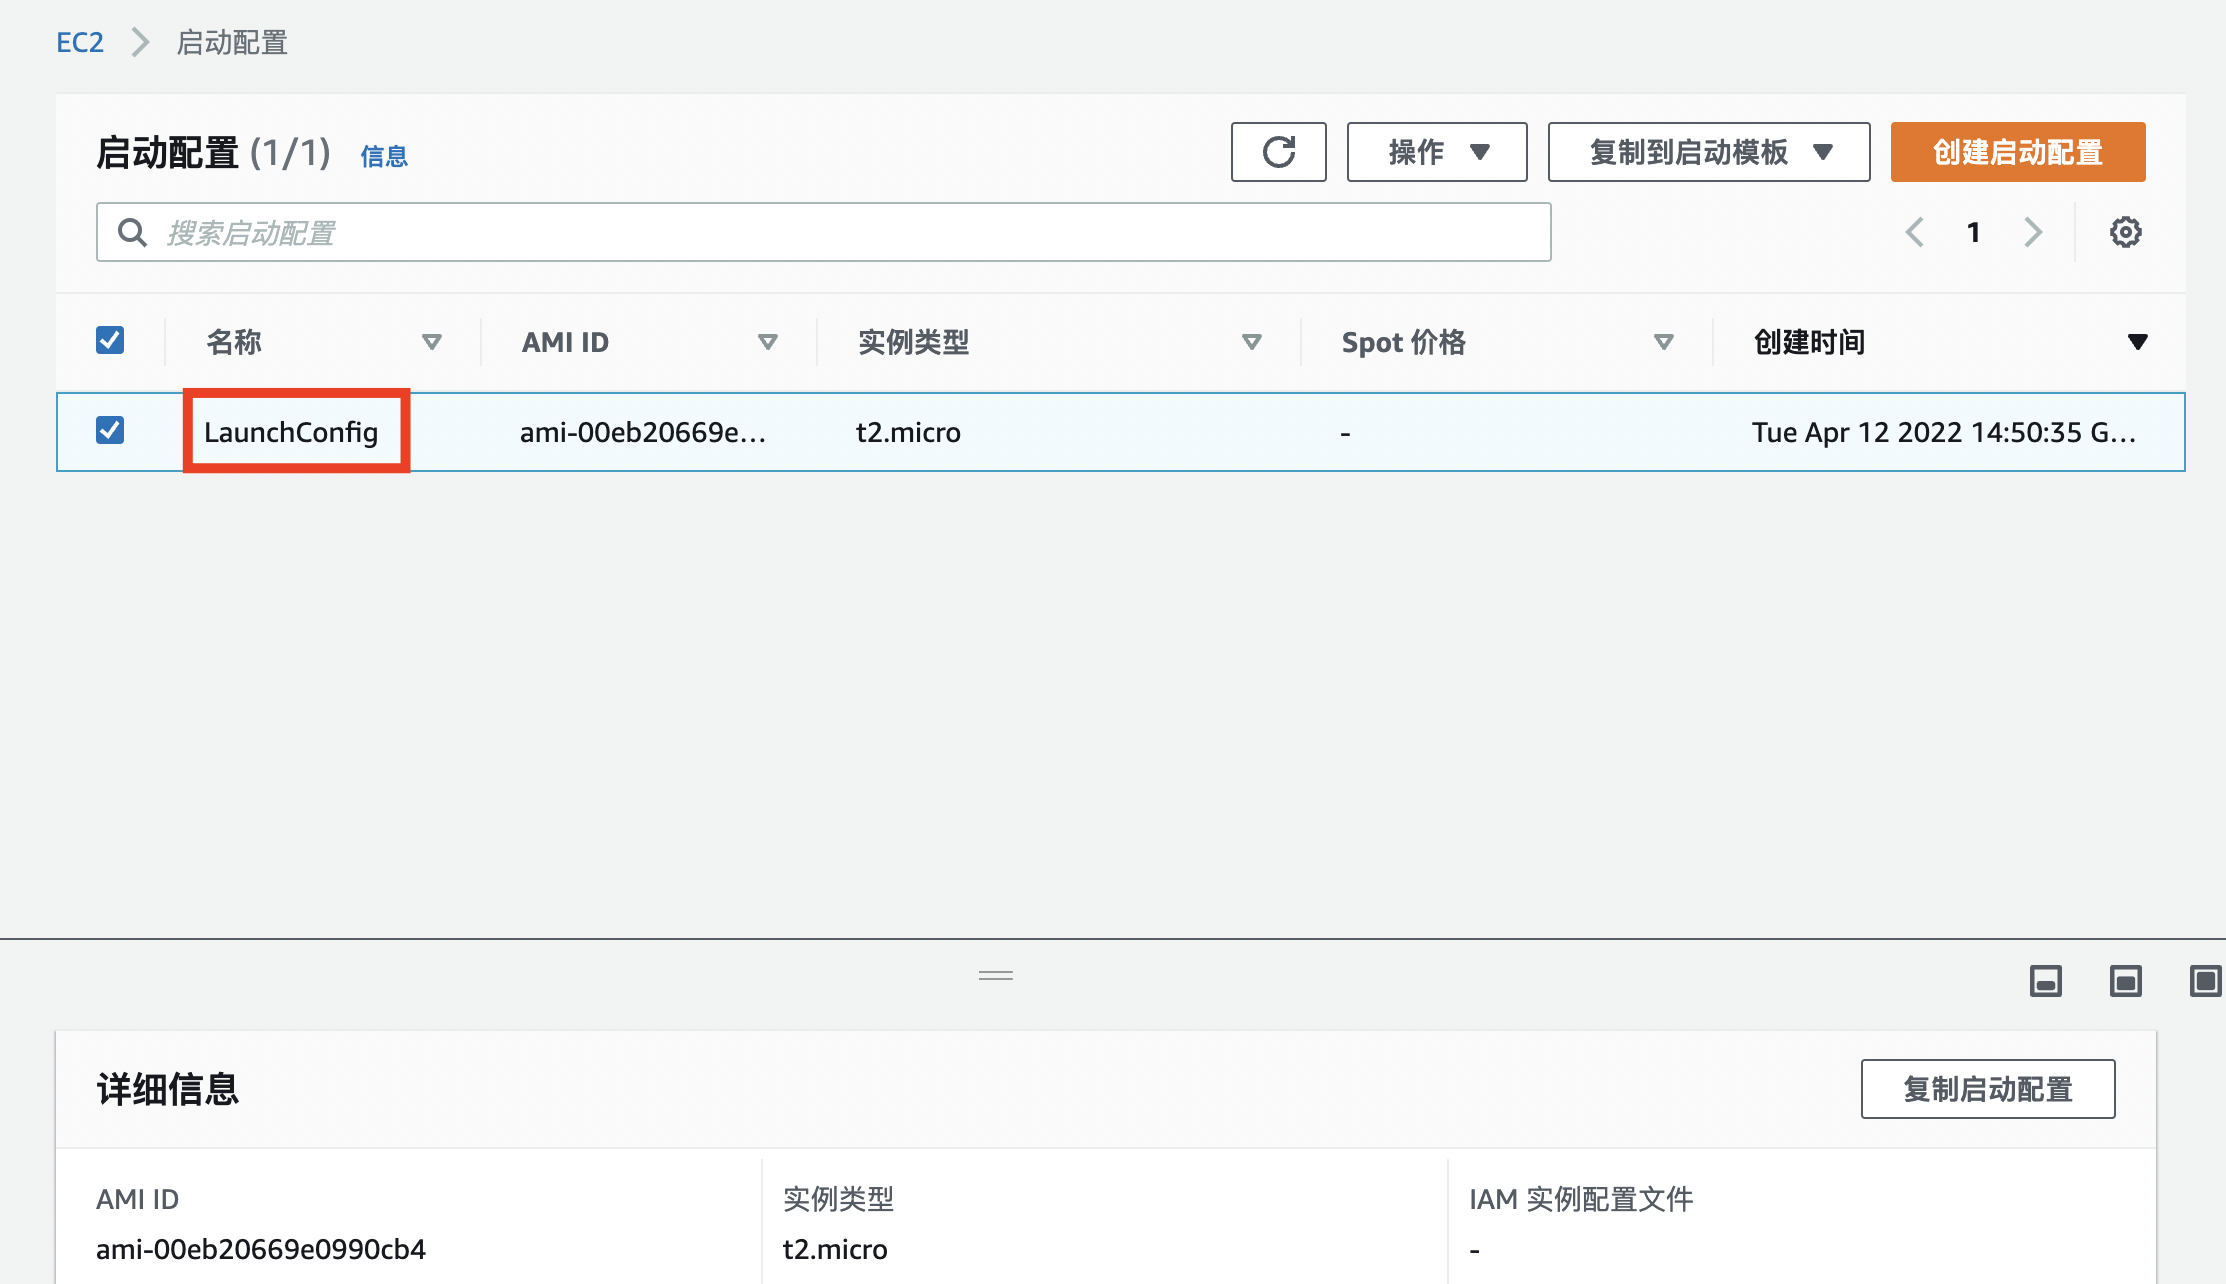 EC2 启动配置
启动配置 (1/1) 信息 操作 复制到启动模板 创建启动配置
搜索启动配置 1
名称 AMI ID 实例类型 Spot 价格 创建时间
LaunchConfig ami-00eb20669e... t2.micro - Tue Apr 12 2022 14:50:35 G...
详细信息 复制启动配置
AMI ID 实例类型 IAM 实例配置文件
ami-00eb20669e0990cb4 t2.micro -